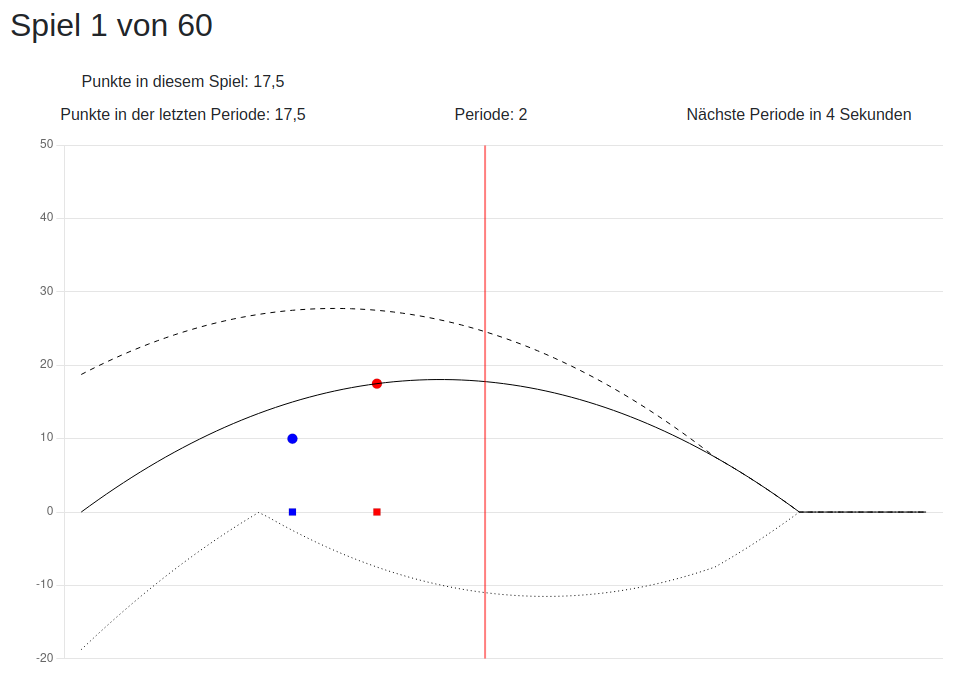 Spiel 1 von 60
Punkte in diesem Spiel: 17,5
Punkte in der letzten Periode: 17,5
Periode: 2
Nächste Periode in 4 Sekunden
50
40
30
20
10
0
-10
-20